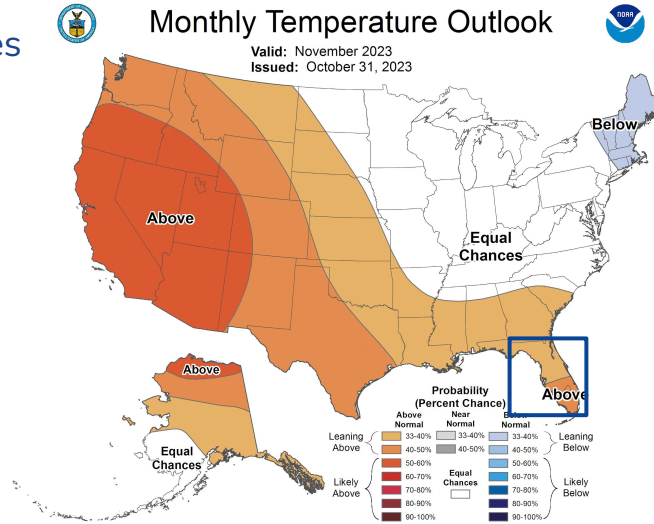 es
Monthly Temperature Outlook
NOAA
Valid: November 2023
Issued: October 31, 2023
Below
Above
Equal
Chances
Above
Above
Equal
Chances
Probability
(Percent Chance)
Above Normal
Near Normal
Below Normal
Leaning Above
33-40%
33-40%
33-40%
Leaning Below
40-50%
40-50%
40-50%
Likely Above
50-60%
50-60%
Likely Below
60-70%
Equal Chances
60-70%
70-80%
70-80%
80-90%
80-90%
90-100%
90-100%